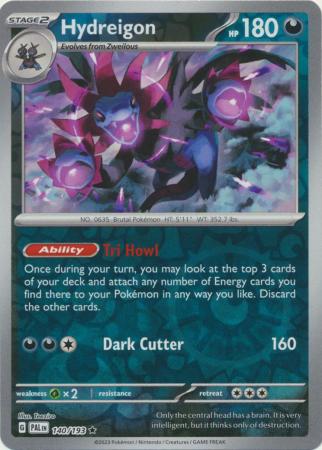 STAGE2
Hydreigon
HP 180
Evolves from Zweilous
NO. 0635 Brutal Pokémon HT: 5'11" WT: 352.7 lbs.
Ability Tri Howl
Once during your turn, you may look at the top 3 cards
of your deck and attach any number of Energy cards you
find there to your Pokémon in any way you like. Discard
the other cards.
Dark Cutter 160
weakness ×2 resistance retreat
Illus.
G PAL EN 140/193 ★
Only the central head has a brain. It is very
intelligent, but it thinks only of destruction.
©2023 Pokémon / Nintendo / Creatures / GAME FREAK